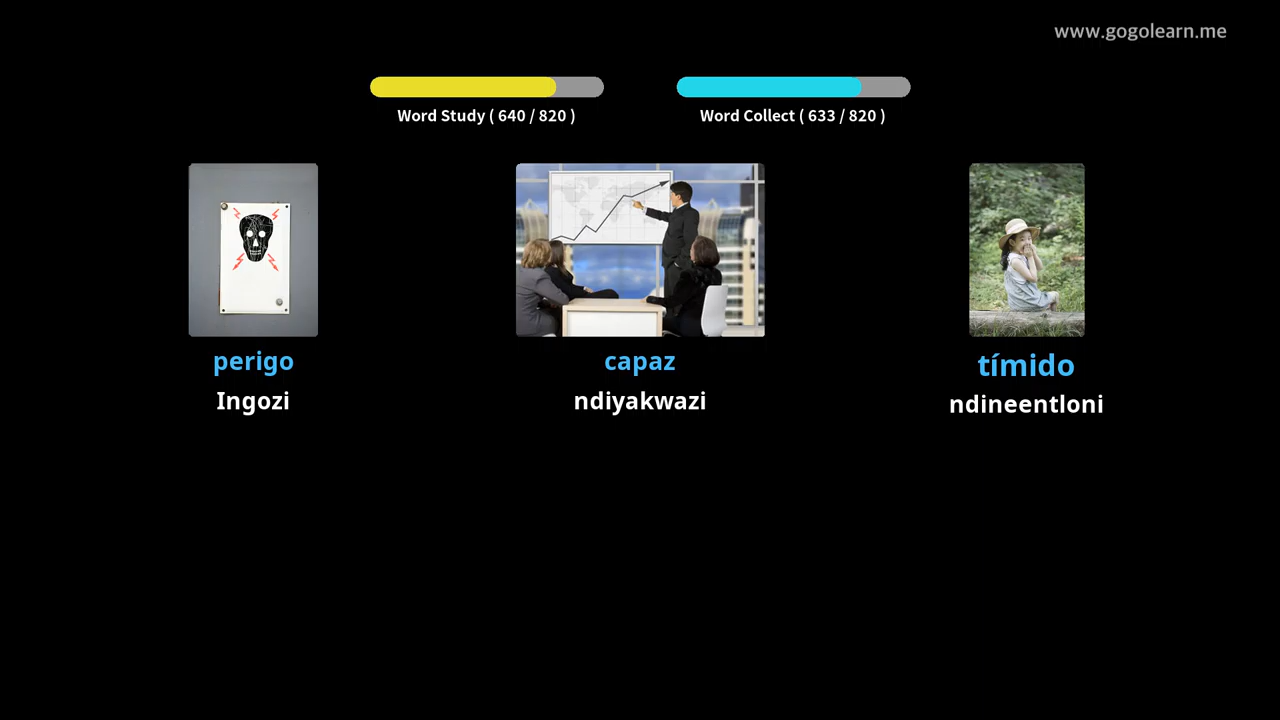 www.gogolearn.me
Word Study ( 640 / 820 )
Word Collect ( 633 / 820 )
perigo
Ingozi
capaz
ndiyakwazi
tímido
ndineentloni